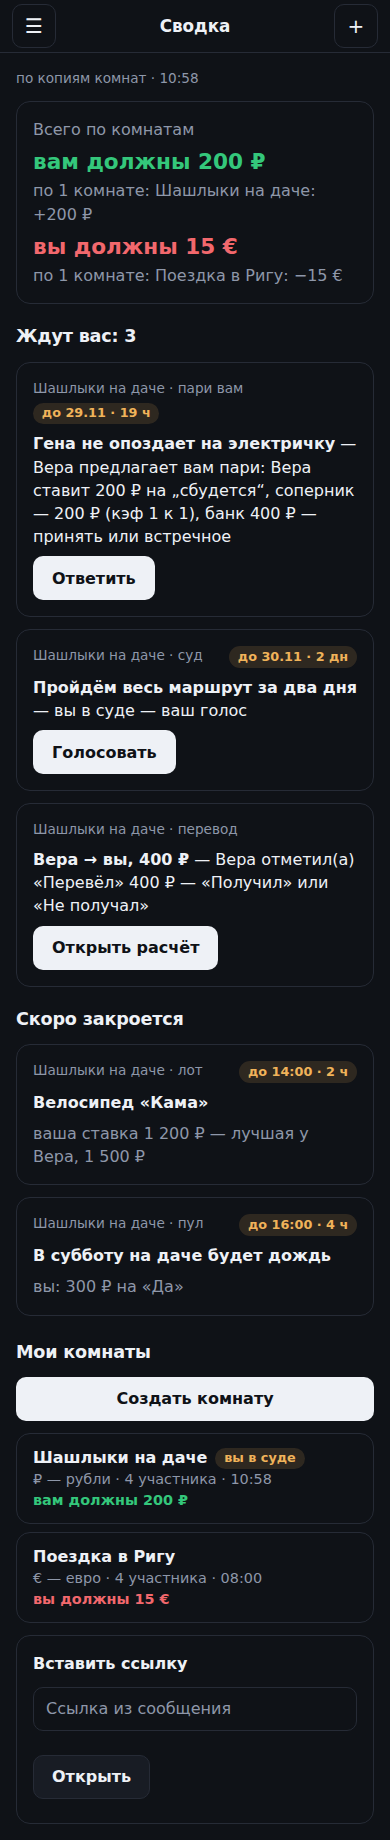 ☰ Сводка +
по копиям комнат · 10:58
Всего по комнатам
вам должны 200 ₽
по 1 комнате: Шашлыки на даче:
+200 ₽
вы должны 15 €
по 1 комнате: Поездка в Ригу: −15 €
Ждут вас: 3
Шашлыки на даче · пари вам
до 29.11 · 19 ч
Гена не опоздает на электричку —
Вера предлагает вам пари: Вера
ставит 200 ₽ на „сбудется“, соперник
— 200 ₽ (кэф 1 к 1), банк 400 ₽ —
принять или встречное
Ответить
Шашлыки на даче · суд до 30.11 · 2 дн
Пройдём весь маршрут за два дня
— вы в суде — ваш голос
Голосовать
Шашлыки на даче · перевод
Вера → вы, 400 ₽ — Вера отметил(а)
«Перевёл» 400 ₽ — «Получил» или
«Не получал»
Открыть расчёт
Скоро закроется
Шашлыки на даче · лот до 14:00 · 2 ч
Велосипед «Кама»
ваша ставка 1 200 ₽ — лучшая у
Вера, 1 500 ₽
Шашлыки на даче · пул до 16:00 · 4 ч
В субботу на даче будет дождь
вы: 300 ₽ на «Да»
Мои комнаты
Создать комнату
Шашлыки на даче вы в суде
₽ — рубли · 4 участника · 10:58
вам должны 200 ₽
Поездка в Ригу
€ — евро · 4 участника · 08:00
вы должны 15 €
Вставить ссылку
Ссылка из сообщения
Открыть